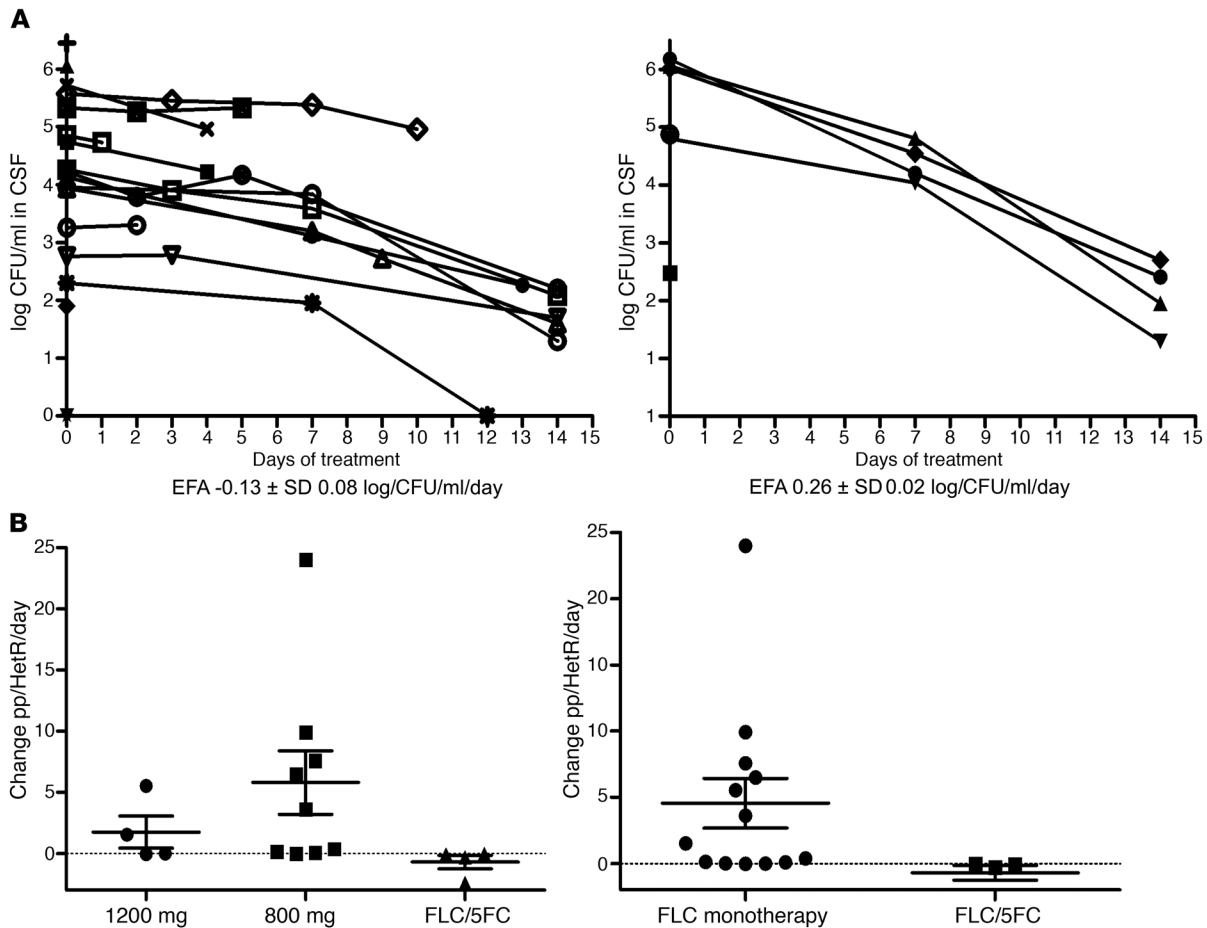 A
log CFU/ml in CSF
6
5
4
3
2
1
0
0 1 2 3 4 5 6 7 8 9 10 11 12 13 14 15
Days of treatment
EFA -0.13 ± SD 0.08 log/CFU/ml/day
log CFU/ml in CSF
6
5
4
3
2
1
1
0 1 2 3 4 5 6 7 8 9 10 11 12 13 14 15
Days of treatment
EFA 0.26 ± SD 0.02 log/CFU/ml/day
B
Change pp/HetR/day
25
20
15
10
5
0
1200 mg 800 mg FLC/5FC
Change pp/HetR/day
25
20
10
10
5
0
FLC monotherapy FLC/5FC